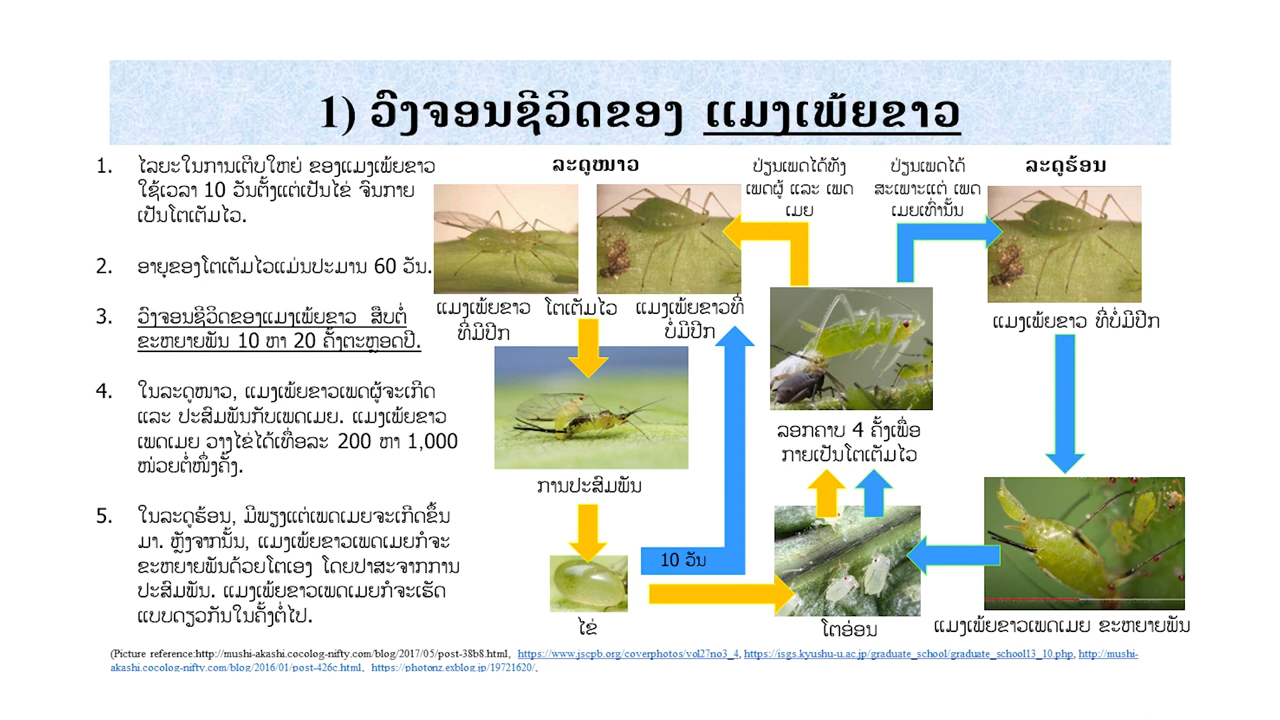 1) ວົງຈອນຊີວິດຂອງ ແມງເພ້ຍຂາວ
1. ໄລຍະໃນການເຕີບໃຫຍ່ ຂອງແມງເພ້ຍຂາວ
ໃຊ້ເວລາ 10 ວັນຕັ້ງແຕ່ເປັນໄຂ່ ຈົນກາຍ
ເປັນໂຕເຕັມໄວ.
2. ອາຍຸຂອງໂຕເຕັມໄວແມ່ນປະມານ 60 ວັນ.
3. ວົງຈອນຊີວິດຂອງແມງເພ້ຍຂາວ ສືບຕໍ່
ຂະຫຍາຍພັນ 10 ຫາ 20 ຄັ້ງຕະຫຼອດປີ.
4. ໃນລະດູໜາວ, ແມງເພ້ຍຂາວເພດຜູ້ຈະເກີດ
ແລະ ປະສົມພັນກັບເພດເມຍ. ແມງເພ້ຍຂາວ
ເພດເມຍ ວາງໄຂ່ໄດ້ເທື່ອລະ 200 ຫາ 1,000
ໜ່ວຍຕໍ່ໜຶ່ງຄັ້ງ.
5. ໃນລະດູຮ້ອນ, ມີພຽງແຕ່ເພດເມຍຈະເກີດຂຶ້ນ
ມາ. ຫຼັງຈາກນັ້ນ, ແມງເພ້ຍຂາວເພດເມຍກໍຈະ
ຂະຫຍາຍພັນດ້ວຍໂຕເອງ ໂດຍປາສະຈາກການ
ປະສົມພັນ. ແມງເພ້ຍຂາວເພດເມຍກໍຈະເຮັດ
ແບບດຽວກັນໃນຄັ້ງຕໍ່ໄປ.
ລະດູໜາວ
ປ່ຽນເພດໄດ້ທັງ
ເພດຜູ້ ແລະ ເພດ
ເມຍ
ປ່ຽນເພດໄດ້
ສະເພາະແຕ່ ເພດ
ເມຍເທົ່ານັ້ນ
ລະດູຮ້ອນ
ແມງເພ້ຍຂາວ
ທີ່ມີປີກ
ໂຕເຕັມໄວ
ແມງເພ້ຍຂາວທີ່
ບໍ່ມີປີກ
ແມງເພ້ຍຂາວ ທີ່ບໍ່ມີປີກ
ລອກຄາບ 4 ຄັ້ງເພື່ອ
ກາຍເປັນໂຕເຕັມໄວ
ການປະສົມພັນ
10 ວັນ
ໄຂ່
ໂຕອ່ອນ
ແມງເພ້ຍຂາວເພດເມຍ ຂະຫຍາຍພັນ
(Picture reference:http://mushi-akashi.cocolog-nifty.com/blog/2017/05/post-38b8.html、https://www.jscpb.org/coverphotos/vol27no3_4, https://isgs.kyushu-u.ac.jp/graduate_school/graduate_school13_10.php, http://mushi-
akashi.cocolog-nifty.com/blog/2016/01/post-426c.html、https://photonz.exblog.jp/19721620/、